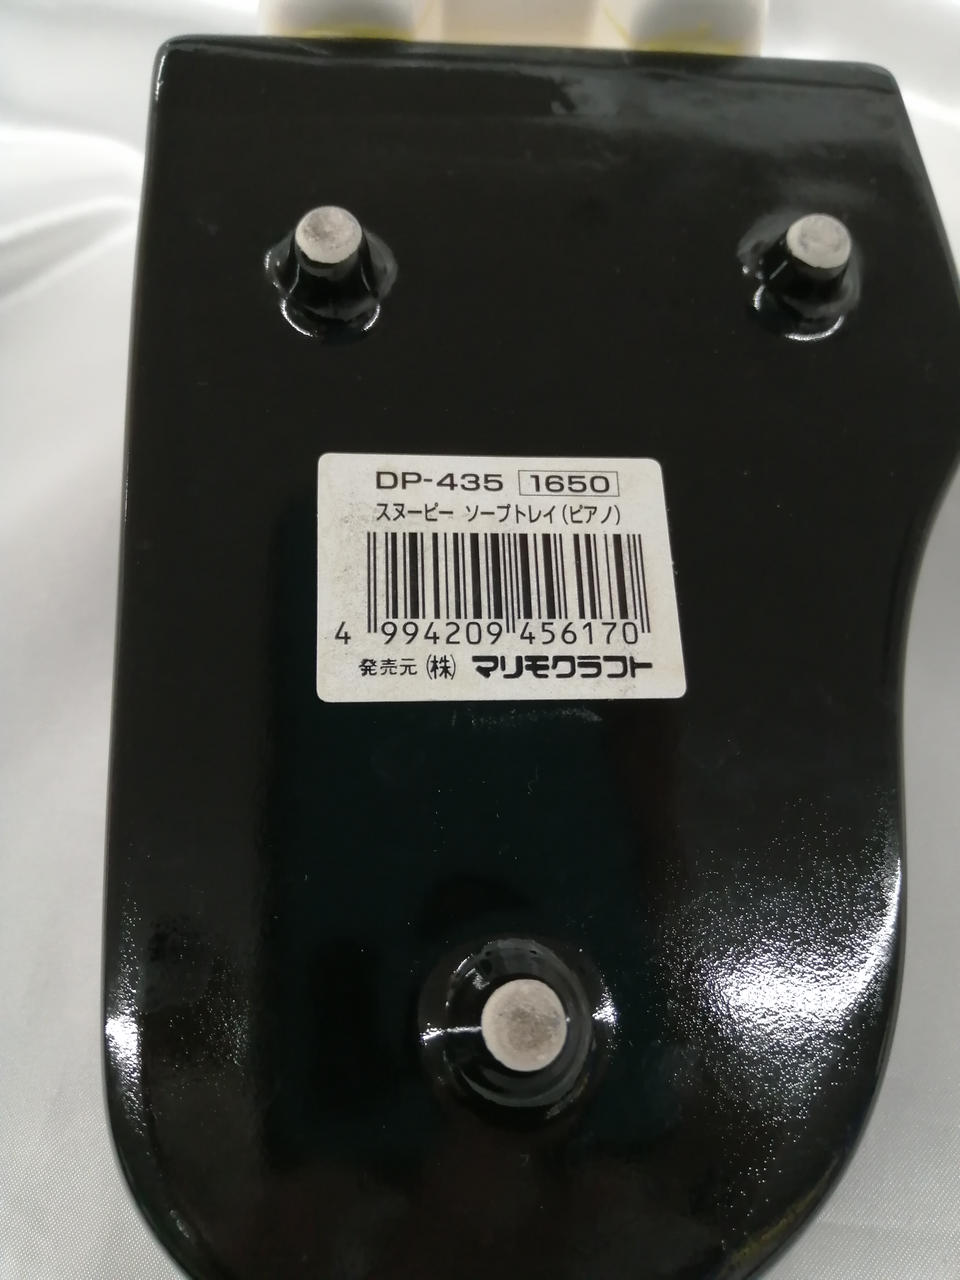 DP-435 1650
スヌーピー ソープトレイ(ピアノ)
4 994209 456170
発売元 (株) マリモクラフト